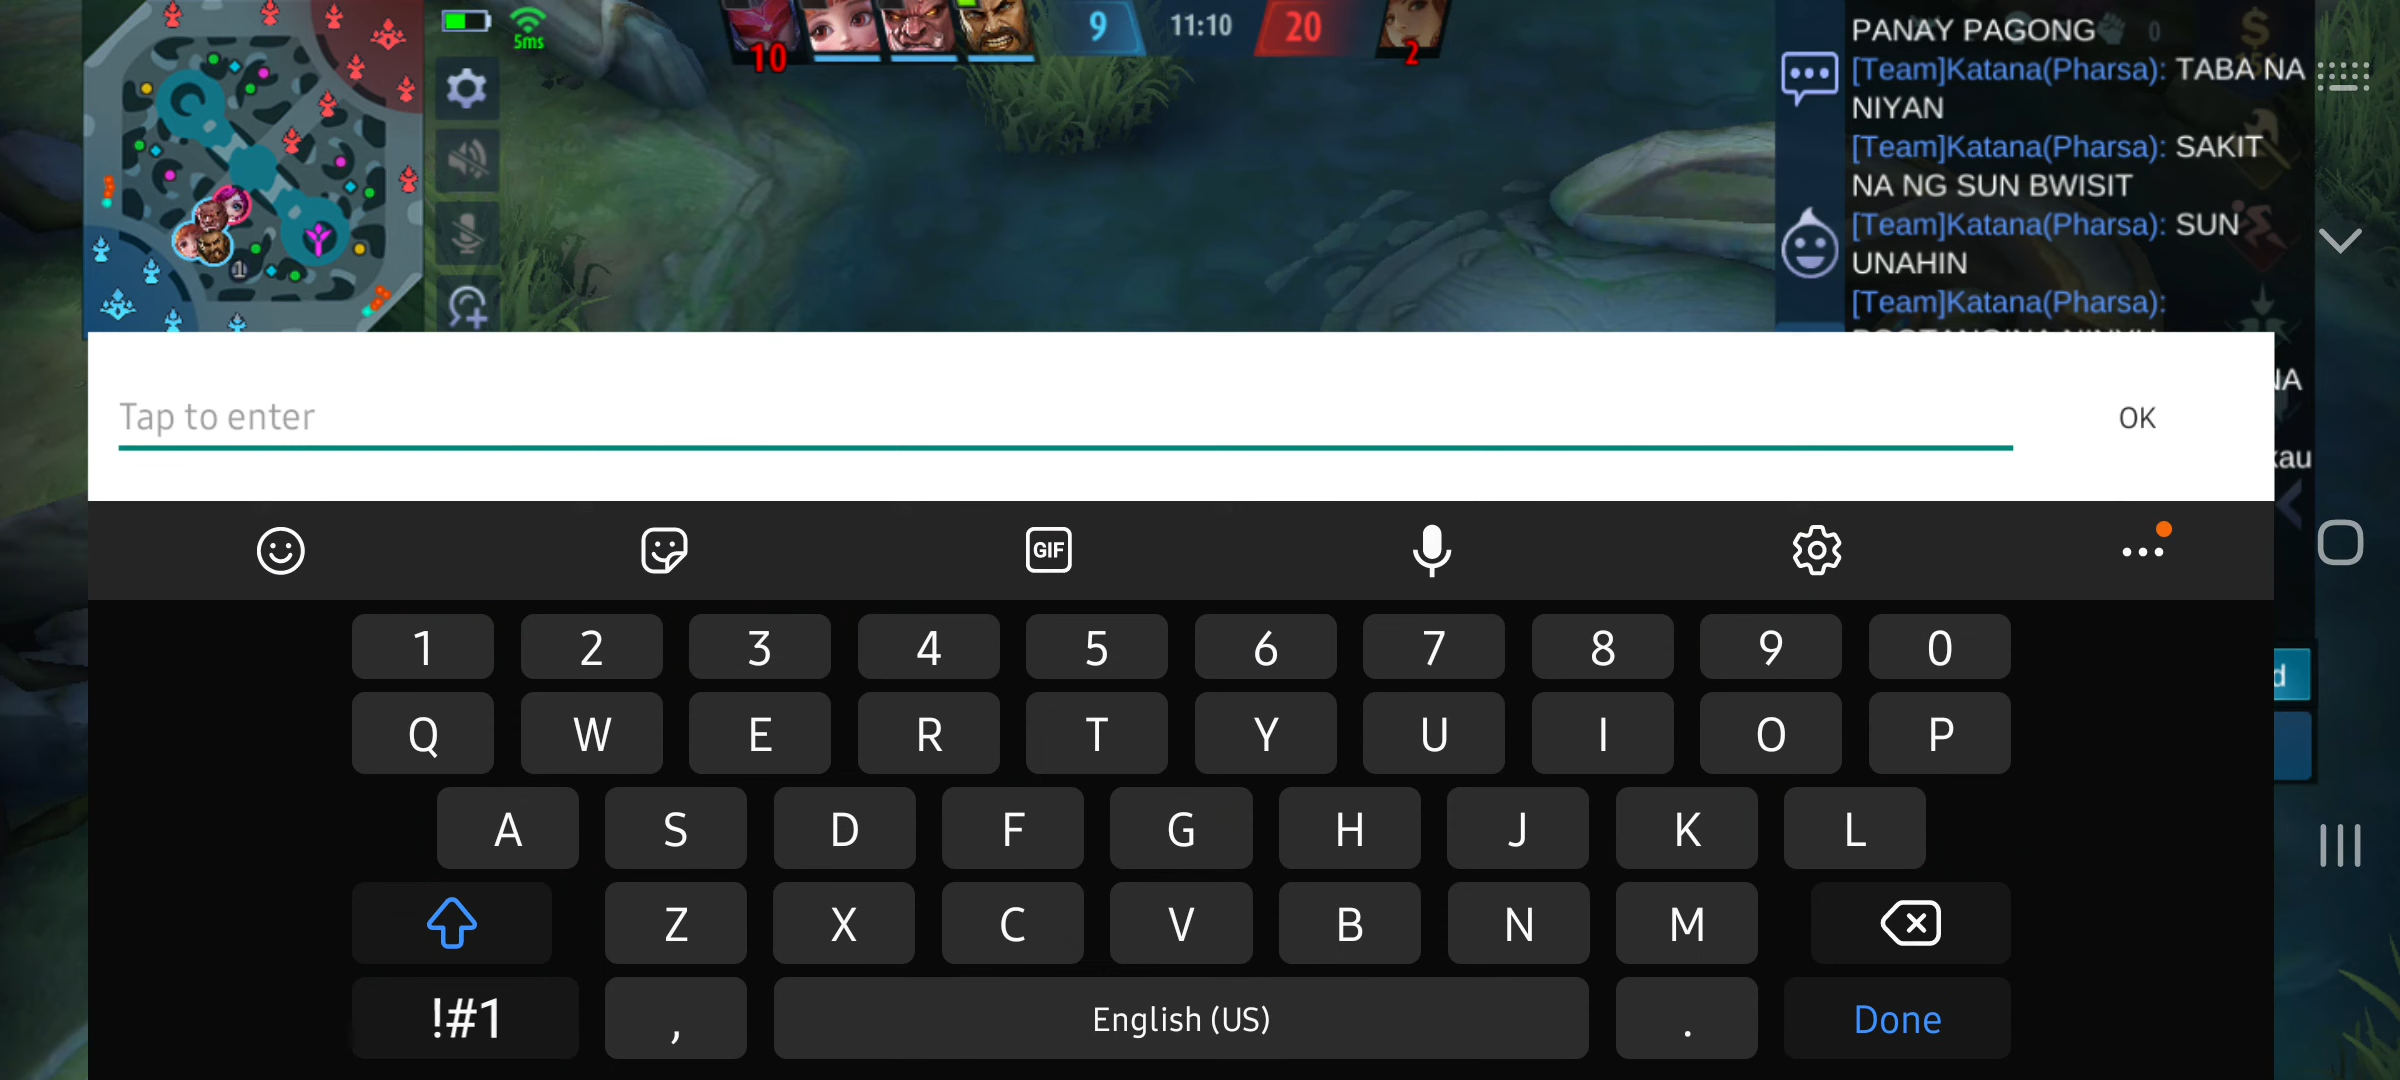 5ms
10
9
11:10
20
2
0
1
PANAY PAGONG
[Team]Katana(Pharsa): TABA NA
NIYAN
[Team]Katana(Pharsa): SAKIT
NA NG SUN BWISIT
[Team]Katana(Pharsa): SUN
UNAHIN
[Team]Katana(Pharsa):
Tap to enter
OK
GIF
1 2 3 4 5 6 7 8 9 0
Q W E R T Y U I O P
A S D F G H J K L
Z X C V B N M
!#1 , English (US) . Done